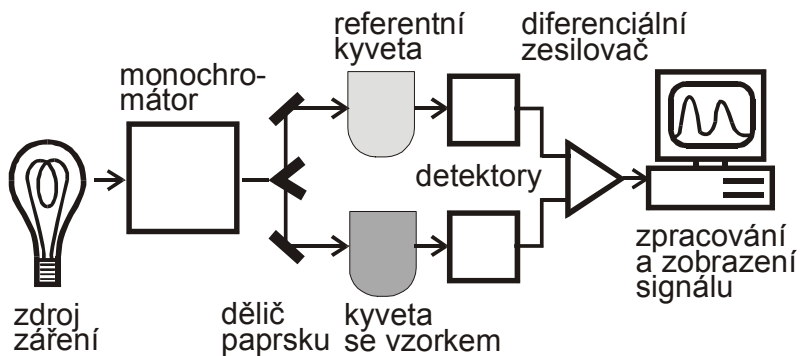 referentní
kyveta
diferenciální
zesilovač
monochro-
mátor
detektory
zdroj
záření
dělič
paprsku
kyveta
se vzorkem
zpracování
a zobrazení
signálu